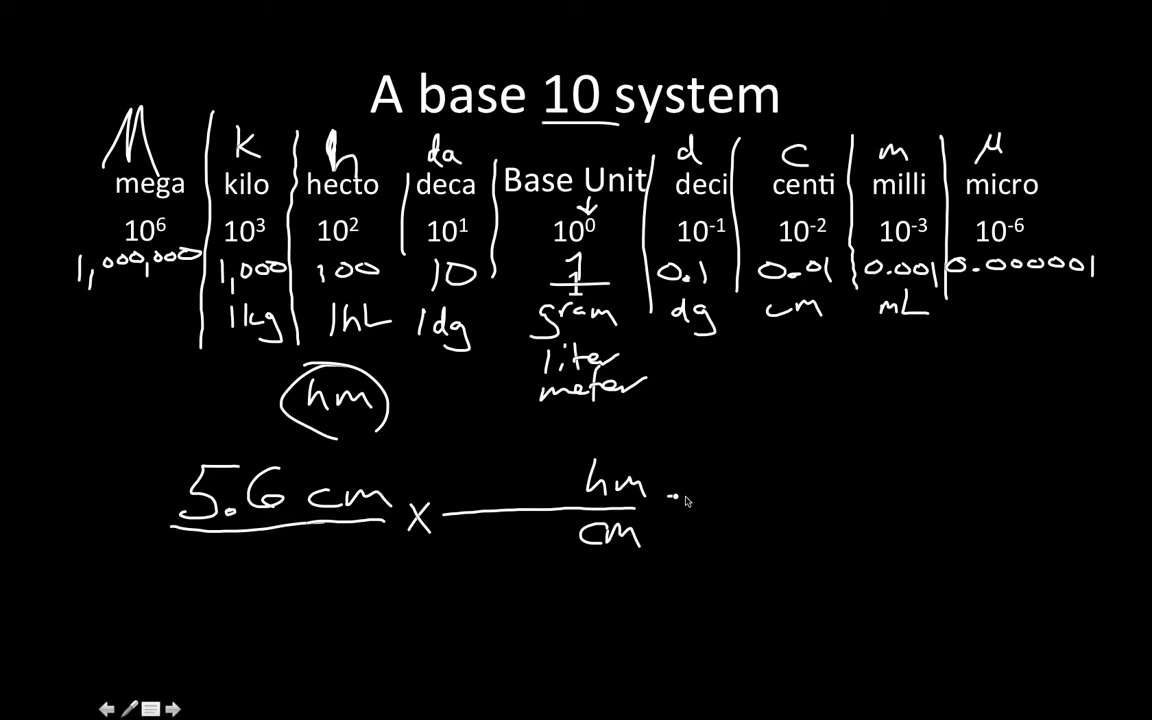 A base 10 system
M k h da d c m μ
mega kilo hecto deca Base Unit deci centi milli micro
10⁶ 10³ 10² 10¹ 10⁰ 10⁻¹ 10⁻² 10⁻³ 10⁻⁶
1,000,000 1,000 100 10 1 0.1 0.01 0.001 0.000001
1kg 1hL 1dg 1 gram dg cm mL
liter
hm meter
5.6 cm x hm
cm